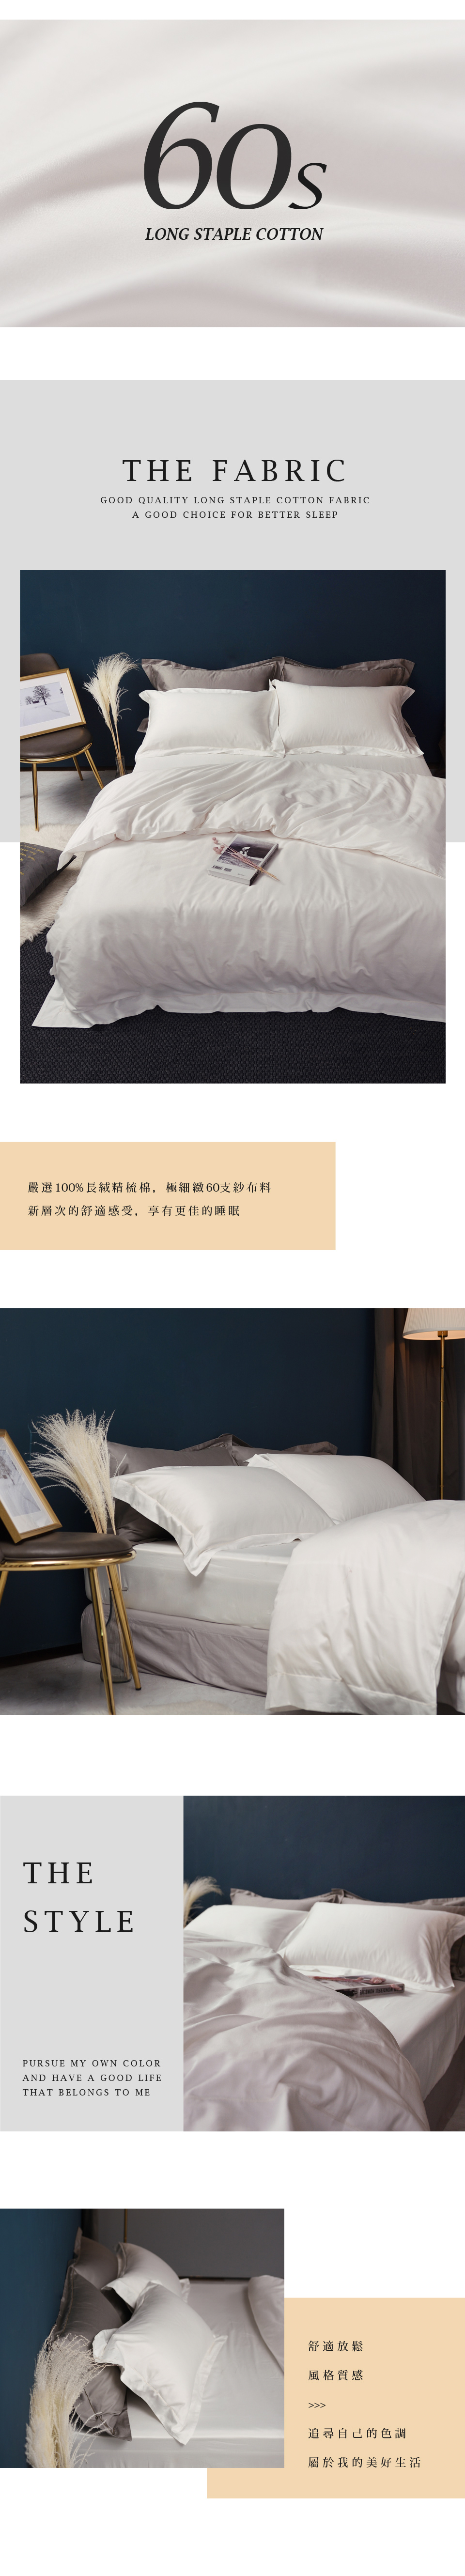 60s
LONG STAPLE COTTON
THE FABRIC
GOOD QUALITY LONG STAPLE COTTON FABRIC
A GOOD CHOICE FOR BETTER SLEEP
嚴選100%長絨精梳棉，極細緻60支紗布料
新層次的舒適感受，享有更佳的睡眠
THE
STYLE
PURSUE MY OWN COLOR
AND HAVE A GOOD LIFE
THAT BELONGS TO ME
舒適放鬆
風格質感
>>>
追尋自己的色調
屬於我的美好生活